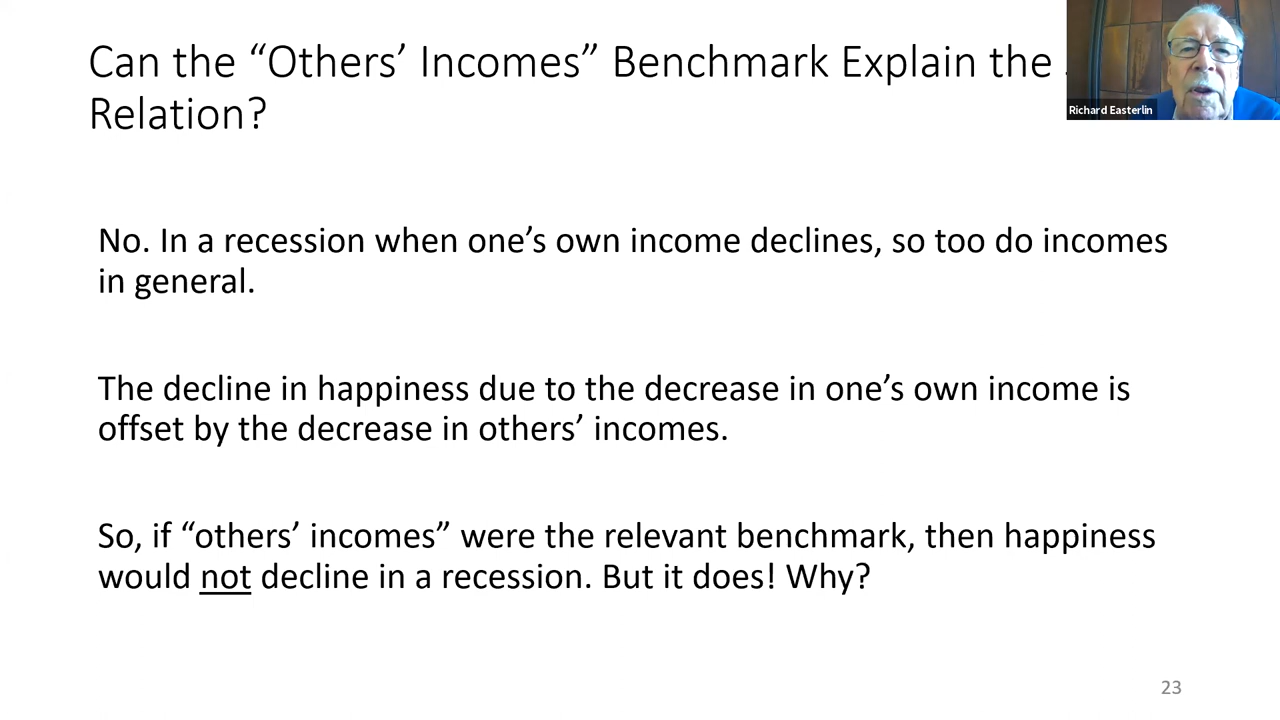 Can the “Others’ Incomes” Benchmark Explain the
Relation?
Richard Easterlin
No. In a recession when one’s own income declines, so too do incomes
in general.
The decline in happiness due to the decrease in one’s own income is
offset by the decrease in others’ incomes.
So, if “others’ incomes” were the relevant benchmark, then happiness
would not decline in a recession. But it does! Why?
23